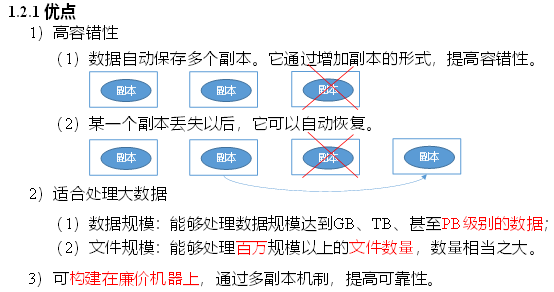 1.2.1 优点
1）高容错性
（1）数据自动保存多个副本。它通过增加副本的形式，提高容错性。
副本 副本 副本
（2）某一个副本丢失以后，它可以自动恢复。
副本 副本 副本 副本
2）适合处理大数据
（1）数据规模：能够处理数据规模达到GB、TB、甚至PB级别的数据；
（2）文件规模：能够处理百万规模以上的文件数量，数量相当之大。
3）可构建在廉价机器上，通过多副本机制，提高可靠性。